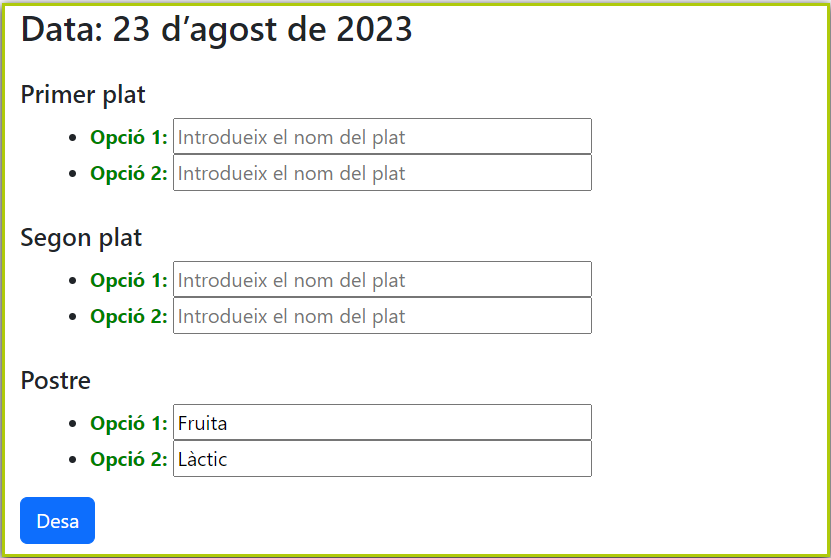 Data: 23 d’agost de 2023
Primer plat
Opció 1: Introdueix el nom del plat
Opció 2: Introdueix el nom del plat
Segon plat
Opció 1: Introdueix el nom del plat
Opció 2: Introdueix el nom del plat
Postre
Opció 1: Fruita
Opció 2: Làctic
Desa